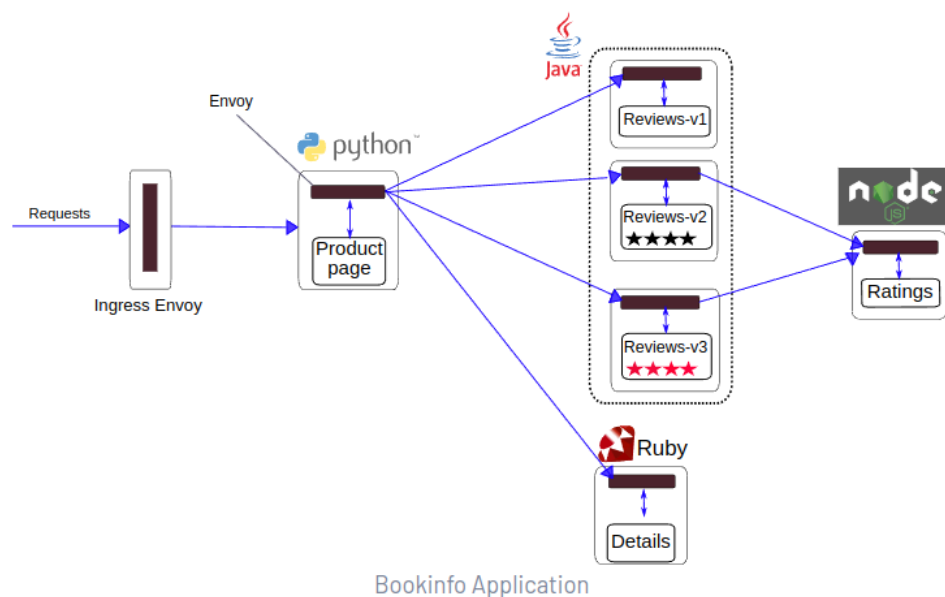 Java
Envoy
python™
Reviews-v1
node
JS
Requests
Reviews-v2
Product
page
Ratings
Ingress Envoy
Reviews-v3
Ruby
Details
Bookinfo Application